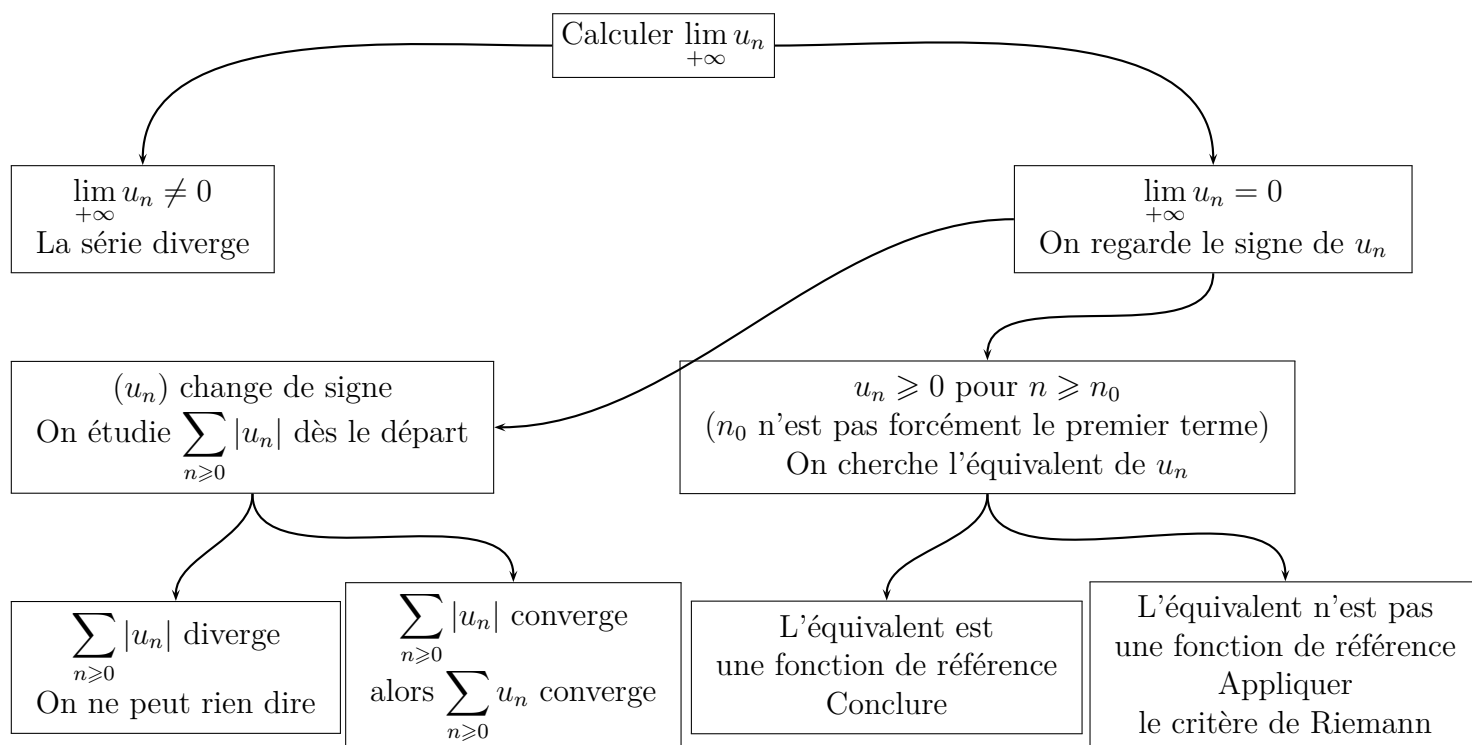 Calculer lim u_n
+∞
lim u_n ≠ 0
+∞
La série diverge
lim u_n = 0
+∞
On regarde le signe de u_n
(u_n) change de signe
On étudie ∑ |u_n| dès le départ
n⩾0
u_n ⩾ 0 pour n ⩾ n_0
(n_0 n'est pas forcément le premier terme)
On cherche l'équivalent de u_n
∑ |u_n| diverge
n⩾0
On ne peut rien dire
∑ |u_n| converge
n⩾0
alors ∑ u_n converge
n⩾0
L'équivalent est
une fonction de référence
Conclure
L'équivalent n'est pas
une fonction de référence
Appliquer
le critère de Riemann